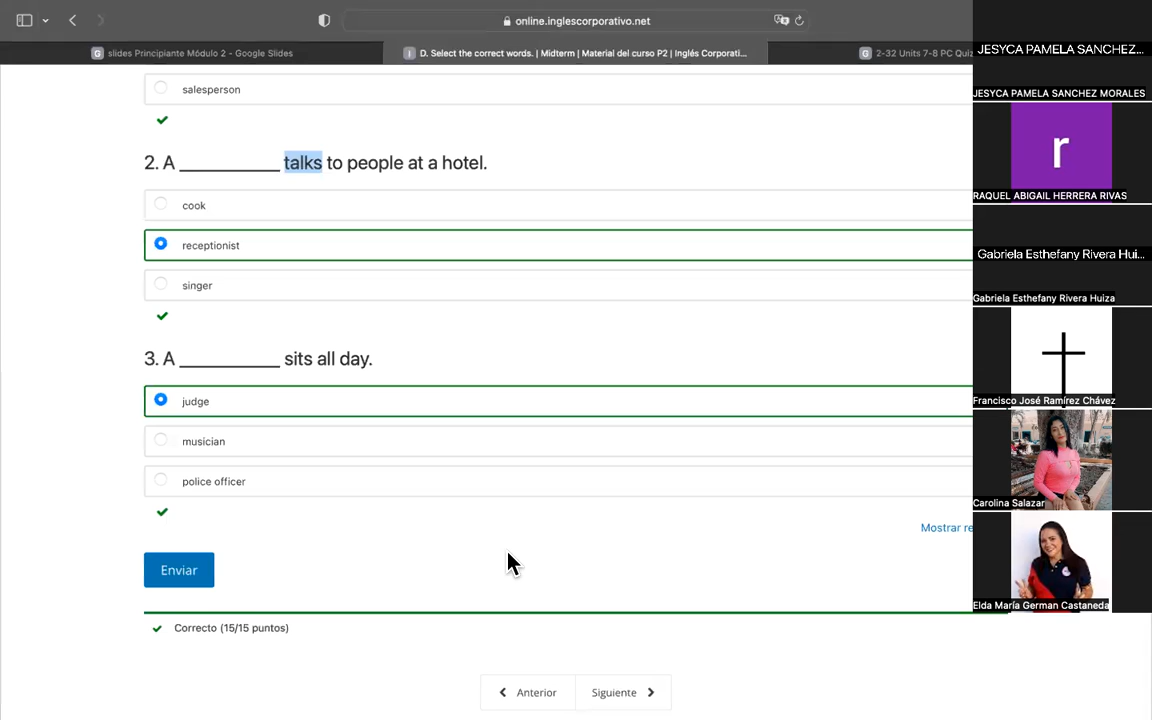 online.inglescorporativo.net
slides Principiante Módulo 2 - Google Slides
D. Select the correct words. | Midterm | Material del curso P2 | Inglés Corporati...
2-32 Units 7-8 PC Quiz
salesperson
2. A ___________ talks to people at a hotel.
cook
receptionist
singer
3. A ___________ sits all day.
judge
musician
police officer
Mostrar re
Enviar
Correcto (15/15 puntos)
Anterior
Siguiente
JESYCA PAMELA SANCHEZ...
JESYCA PAMELA SANCHEZ MORALES
r
RAQUEL ABIGAIL HERRERA RIVAS
Gabriela Esthefany Rivera Hui...
Gabriela Esthefany Rivera Huiza
Francisco José Ramírez Chávez
Carolina Salazar
Elda María German Castaneda